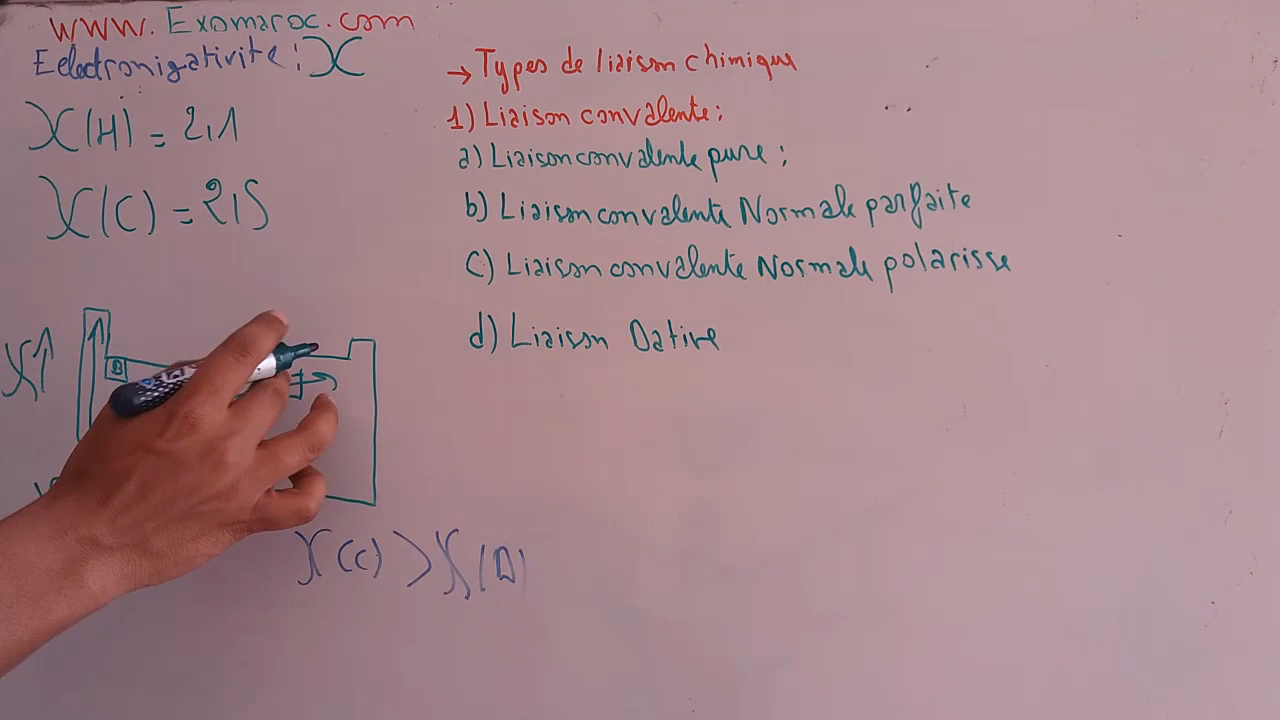 www.Exomaroc.com
Eelectronigativite : X
X(H) = 2,1
X(C) = 2,5
X↑
B
X(C) > X(B)
→ Types de liaison chimique
1) Liaison convalente :
a) Liaison convalente pure :
b) Liaison convalente Normale parfaite
c) Liaison convalente Normale polarisse
d) Liaison Dative